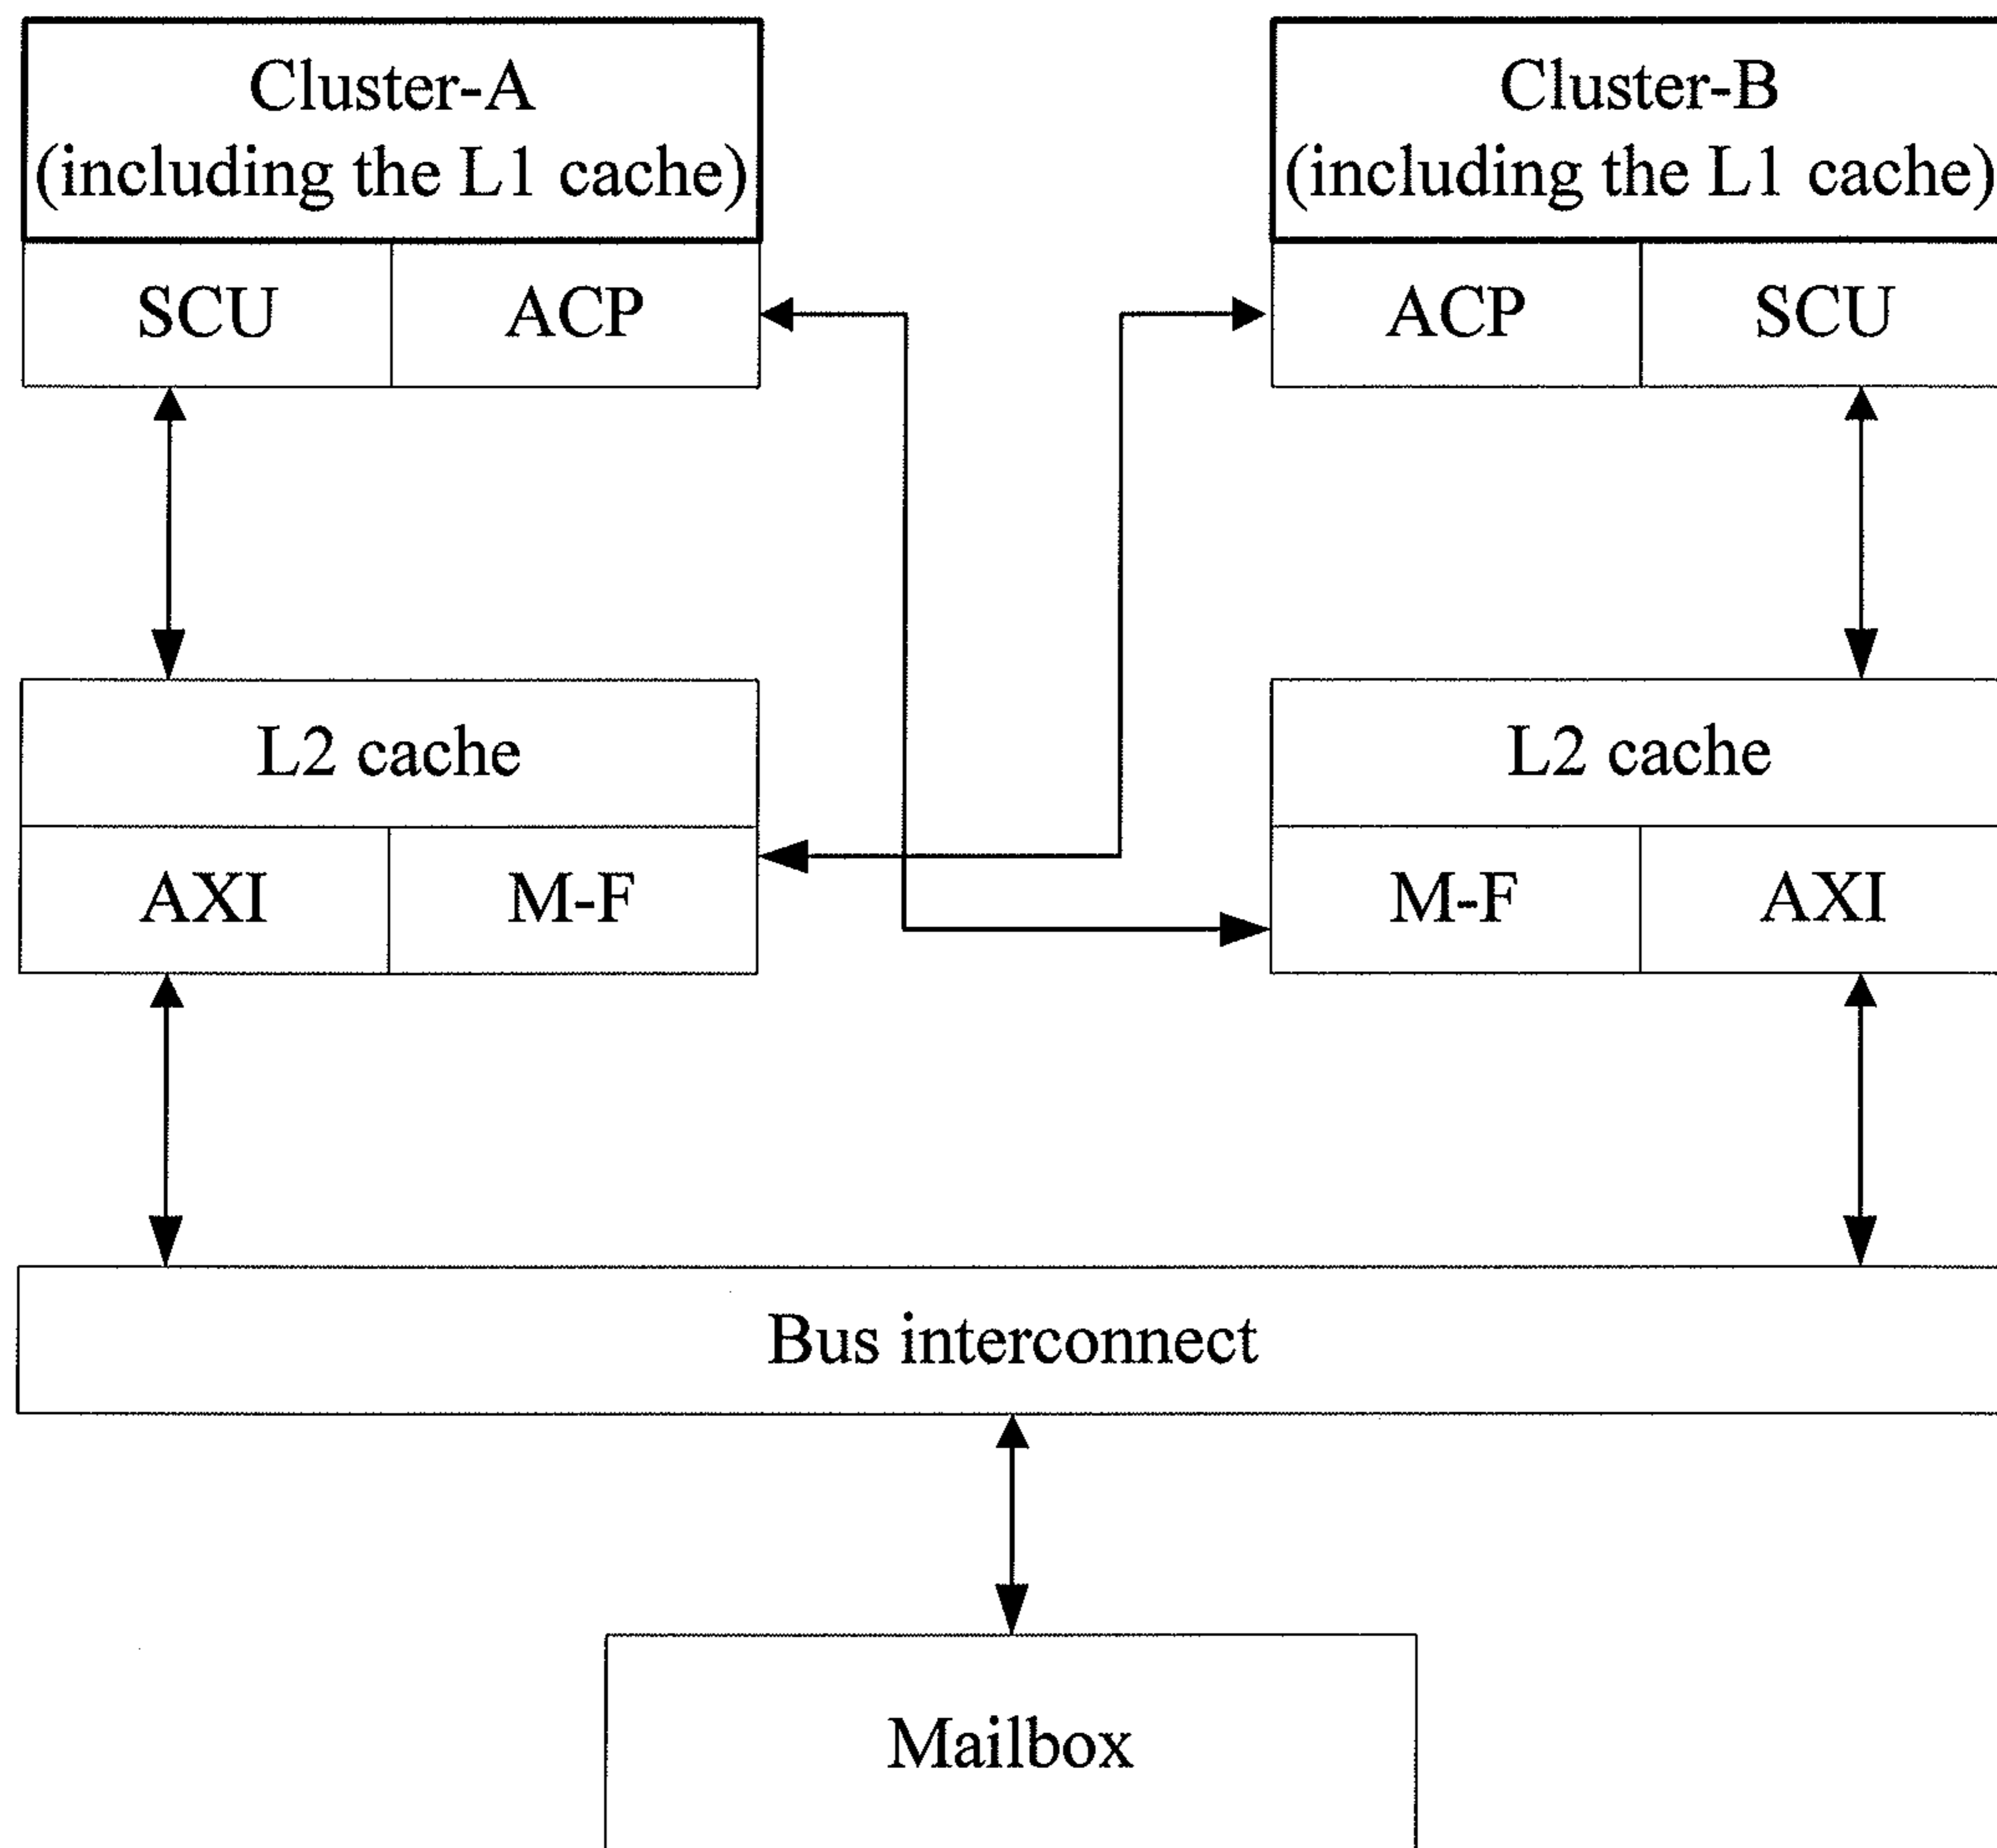 Cluster-A
(including the L1 cache)
Cluster-B
(including the L1 cache)
SCU
ACP
ACP
SCU
L2 cache
L2 cache
AXI
M-F
M-F
AXI
Bus interconnect
Mailbox